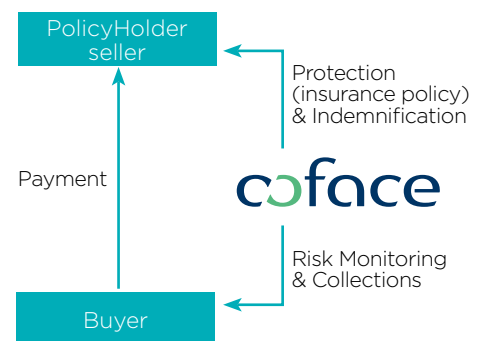 PolicyHolder
seller
Protection
(insurance policy)
& Indemnification
Payment
coface
Risk Monitoring
& Collections
Buyer